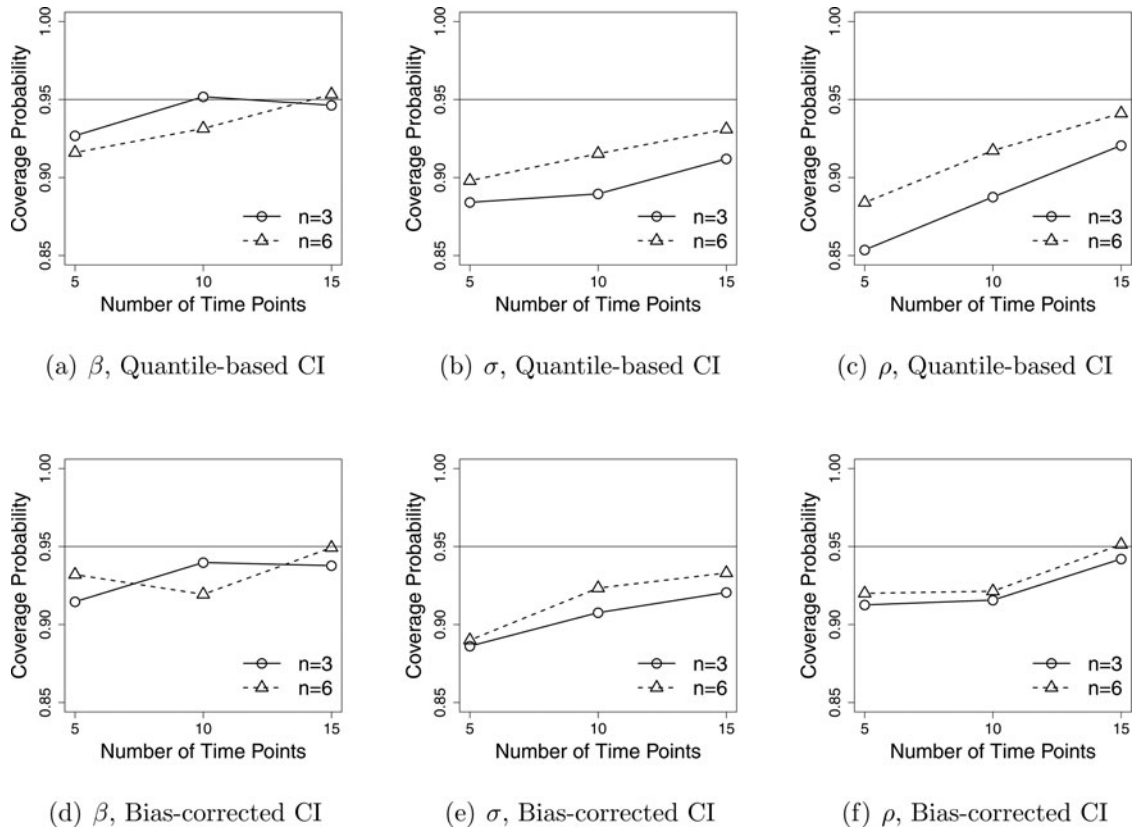 1.00
0.95
0.90
0.85
Coverage Probability
n=3
n=6
5 10 15
Number of Time Points
(a) β, Quantile-based CI
1.00
0.95
0.90
0.85
Coverage Probability
n=3
n=6
5 10 15
Number of Time Points
(b) σ, Quantile-based CI
1.00
0.95
0.90
0.85
Coverage Probability
n=3
n=6
5 10 15
Number of Time Points
(c) ρ, Quantile-based CI
1.00
0.95
0.90
0.85
Coverage Probability
n=3
n=6
5 10 15
Number of Time Points
(d) β, Bias-corrected CI
1.00
0.95
0.90
0.85
Coverage Probability
n=3
n=6
5 10 15
Number of Time Points
(e) σ, Bias-corrected CI
1.00
0.95
0.90
0.85
Coverage Probability
n=3
n=6
5 10 15
Number of Time Points
(f) ρ, Bias-corrected CI